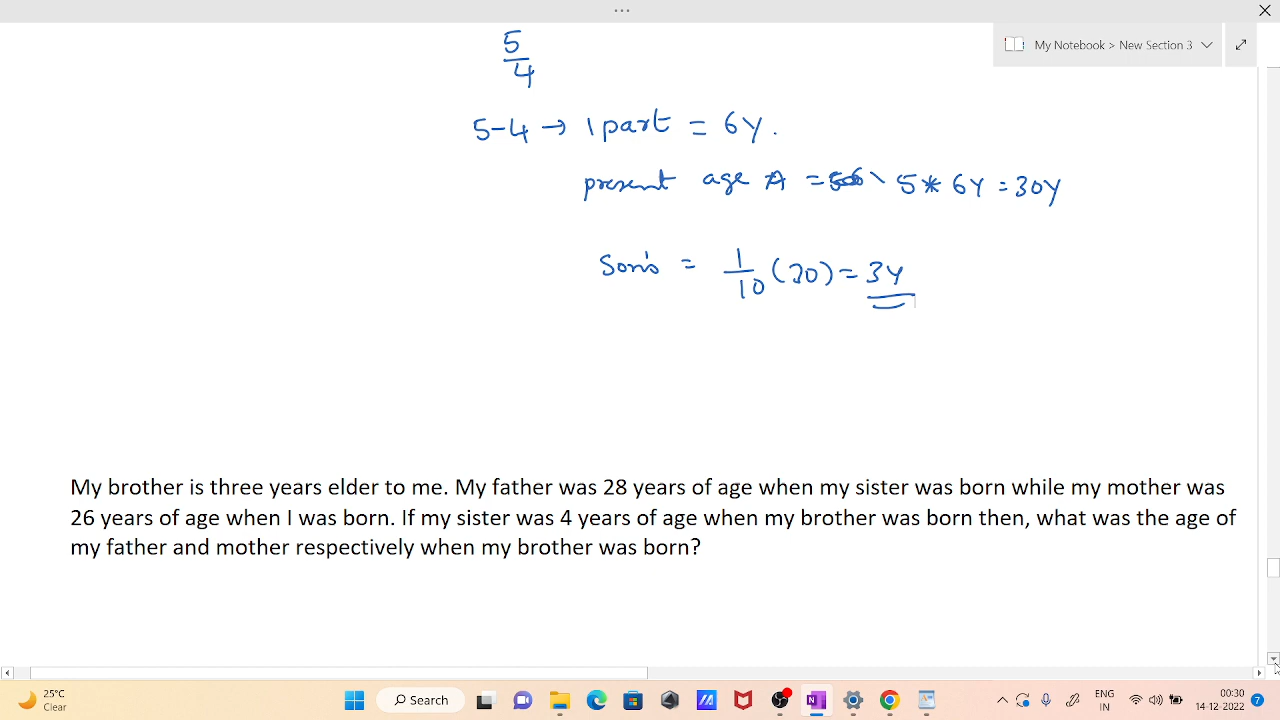 ...
My Notebook > New Section 3
5
4
5-4 → 1 part = 6y.
present age A = 5*6y = 30y
Son's = 1/10 (30) = 3y
My brother is three years elder to me. My father was 28 years of age when my sister was born while my mother was
26 years of age when I was born. If my sister was 4 years of age when my brother was born then, what was the age of
my father and mother respectively when my brother was born?
25°C
Clear
Search
ENG
IN
00:36
14-12-2022
7